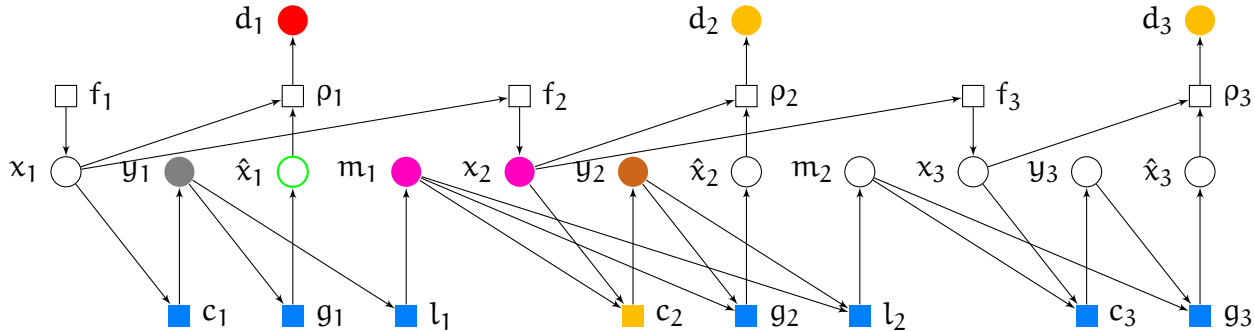 d₁ d₂ d₃
f₁ ρ₁ f₂ ρ₂ f₃ ρ₃
x₁ y₁ x̂₁ m₁ x₂ y₂ x̂₂ m₂ x₃ y₃ x̂₃
c₁ g₁ l₁ c₂ g₂ l₂ c₃ g₃